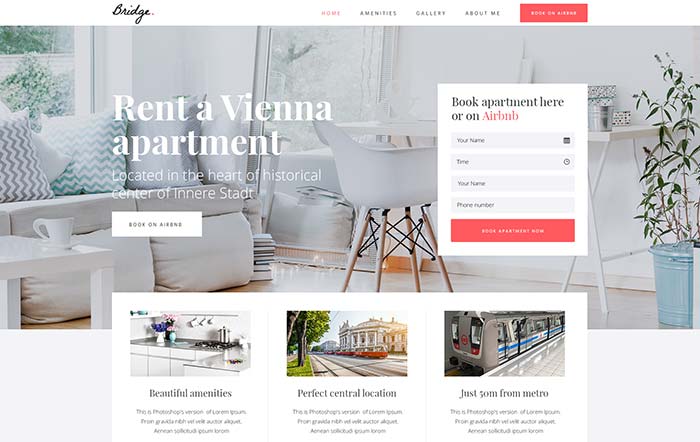 Bridge.
HOME AMENITIES GALLERY ABOUT ME BOOK ON AIRBNB
Rent a Vienna
apartment
Located in the heart of historical
center of Innere Stadt
BOOK ON AIRBNB
Book apartment here
or on Airbnb
Your Name
Time
Your Name
Phone number
BOOK APARTMENT NOW
Beautiful amenities
This is Photoshop's version of Lorem Ipsum.
Proin gravida nibh vel velit auctor aliquet.
Aenean sollicitudi ipsum lorem
Perfect central location
This is Photoshop's version of Lorem Ipsum.
Proin gravida nibh vel velit auctor aliquet.
Aenean sollicitudi ipsum lorem
Just 50m from metro
This is Photoshop's version of Lorem Ipsum.
Proin gravida nibh vel velit auctor aliquet.
Aenean sollicitudi ipsum lorem